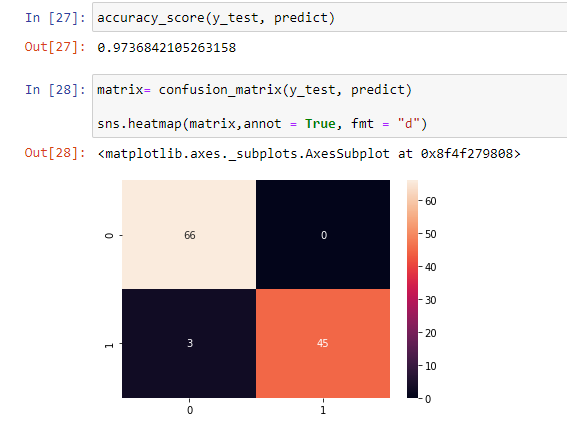 In [27]: accuracy_score(y_test, predict)
Out[27]: 0.9736842105263158
In [28]: matrix= confusion_matrix(y_test, predict)
sns.heatmap(matrix,annot = True, fmt = "d")
Out[28]: <matplotlib.axes._subplots.AxesSubplot at 0x8f4f279808>
60
0 66 0
50
40
30
20
1 3 45
10
0
0 1